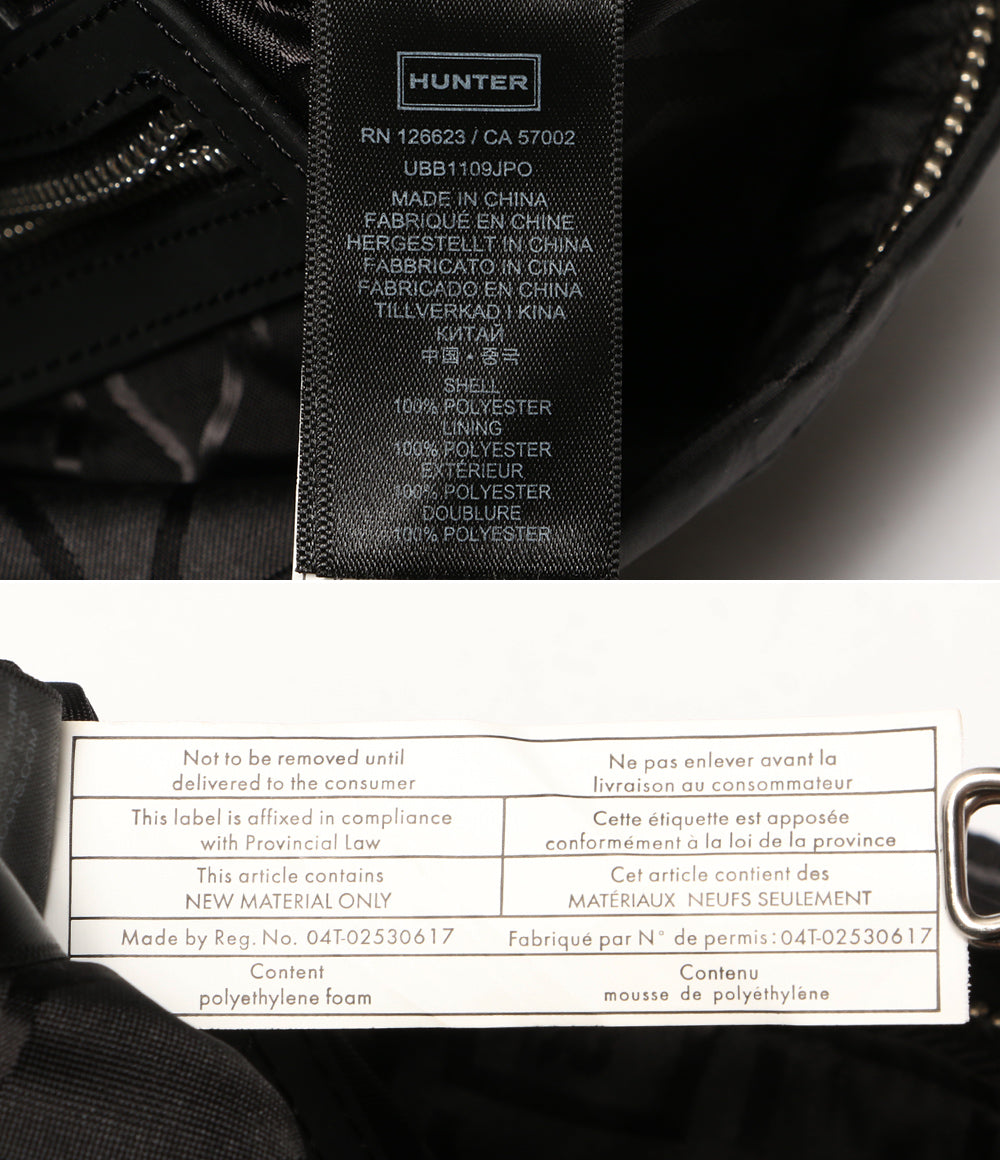 HUNTER
RN 126623 / CA 57002
UBB1109JPO
MADE IN CHINA
FABRIQUÉ EN CHINE
HERGESTELLT IN CHINA
FABBRICATO IN CINA
FABRICADO EN CHINA
TILLVERKAD I KINA
КИТАЙ
中国・중국
SHELL
100% POLYESTER
LINING
100% POLYESTER
EXTÉRIEUR
100% POLYESTER
DOUBLURE
100% POLYESTER
Not to be removed until
delivered to the consumer
Ne pas enlever avant la
livraison au consommateur
This label is affixed in compliance
with Provincial Law
Cette étiquette est apposée
conformément à la loi de la province
This article contains
NEW MATERIAL ONLY
Cet article contient des
MATÉRIAUX NEUFS SEULEMENT
Made by Reg. No. 04T-02530617
Fabriqué par N° de permis:04T-02530617
Content
polyethylene foam
Contenu
mousse de polyéthylène